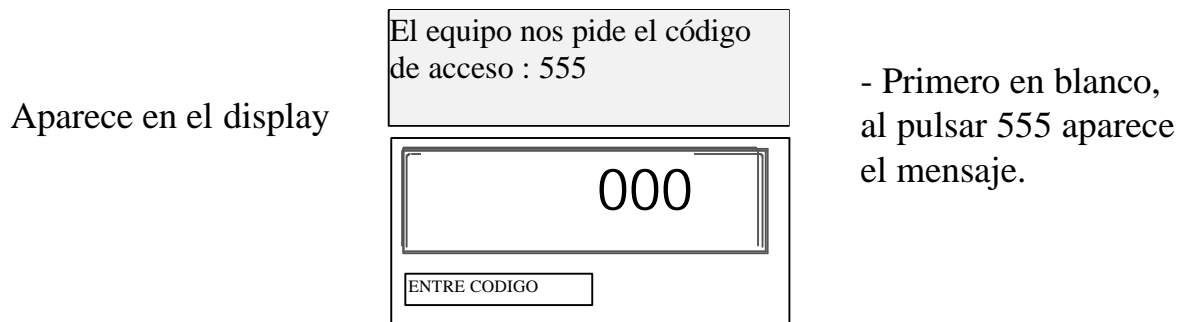 El equipo nos pide el código
de acceso : 555
Aparece en el display
- Primero en blanco,
al pulsar 555 aparece
el mensaje.
000
ENTRE CODIGO